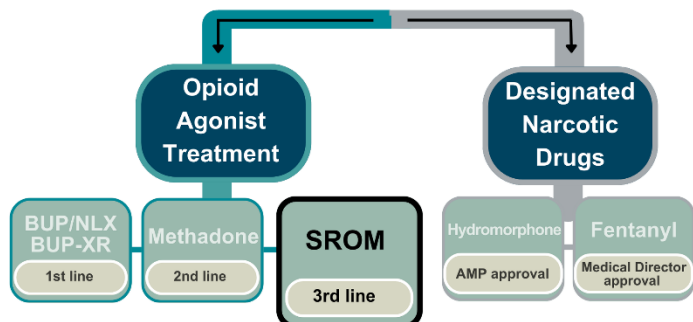 Opioid
Agonist
Treatment
Designated
Narcotic
Drugs
BUP/NLX
BUP-XR
1st line
Methadone
2nd line
SROM
3rd line
Hydromorphone
AMP approval
Fentanyl
Medical Director
approval